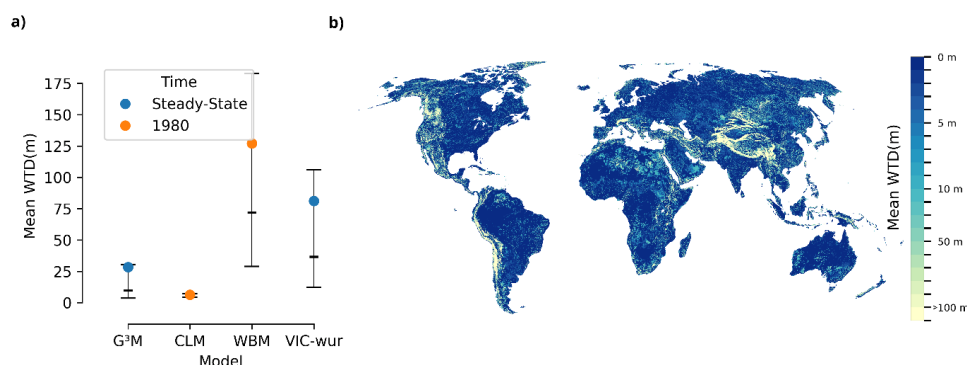 a)
b)
Time
Steady-State
1980
Mean WTD(m)
175
150
125
100
75
50
25
0
G³M CLM WBM VIC-wur
Model
Mean WTD(m)
0 m
5 m
10 m
50 m
>100 m